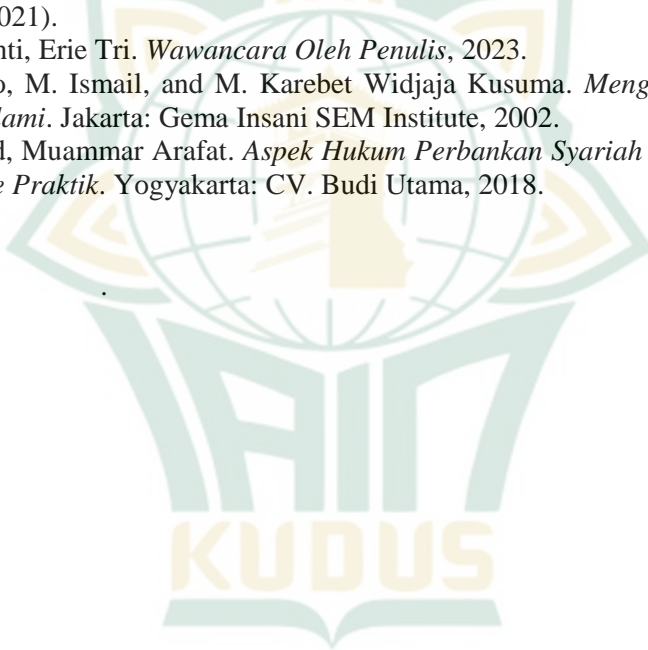 021).
nti, Erie Tri. Wawancara Oleh Penulis, 2023.
o, M. Ismail, and M. Karebet Widjaja Kusuma. Meng
lami. Jakarta: Gema Insani SEM Institute, 2002.
d, Muammar Arafat. Aspek Hukum Perbankan Syariah
e Praktik. Yogyakarta: CV. Budi Utama, 2018.
.
IAIN
KUDUS